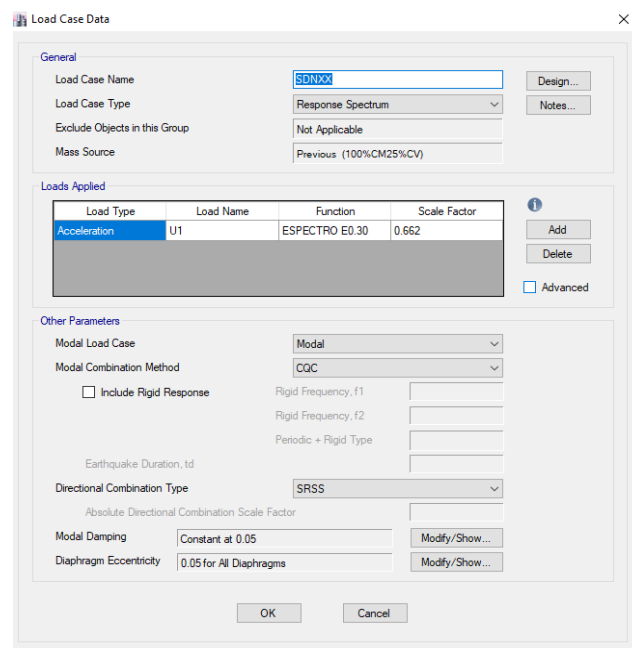 Load Case Data
General
Load Case Name SDNXX Design...
Load Case Type Response Spectrum Notes...
Exclude Objects in this Group Not Applicable
Mass Source Previous (100%CM25%CV)
Loads Applied
Load Type Load Name Function Scale Factor
Acceleration U1 ESPECTRO E0.30 0.662
Add
Delete
Advanced
Other Parameters
Modal Load Case Modal
Modal Combination Method CQC
Include Rigid Response Rigid Frequency, f1
Rigid Frequency, f2
Periodic + Rigid Type
Earthquake Duration, td
Directional Combination Type SRSS
Absolute Directional Combination Scale Factor
Modal Damping Constant at 0.05 Modify/Show...
Diaphragm Eccentricity 0.05 for All Diaphragms Modify/Show...
OK Cancel